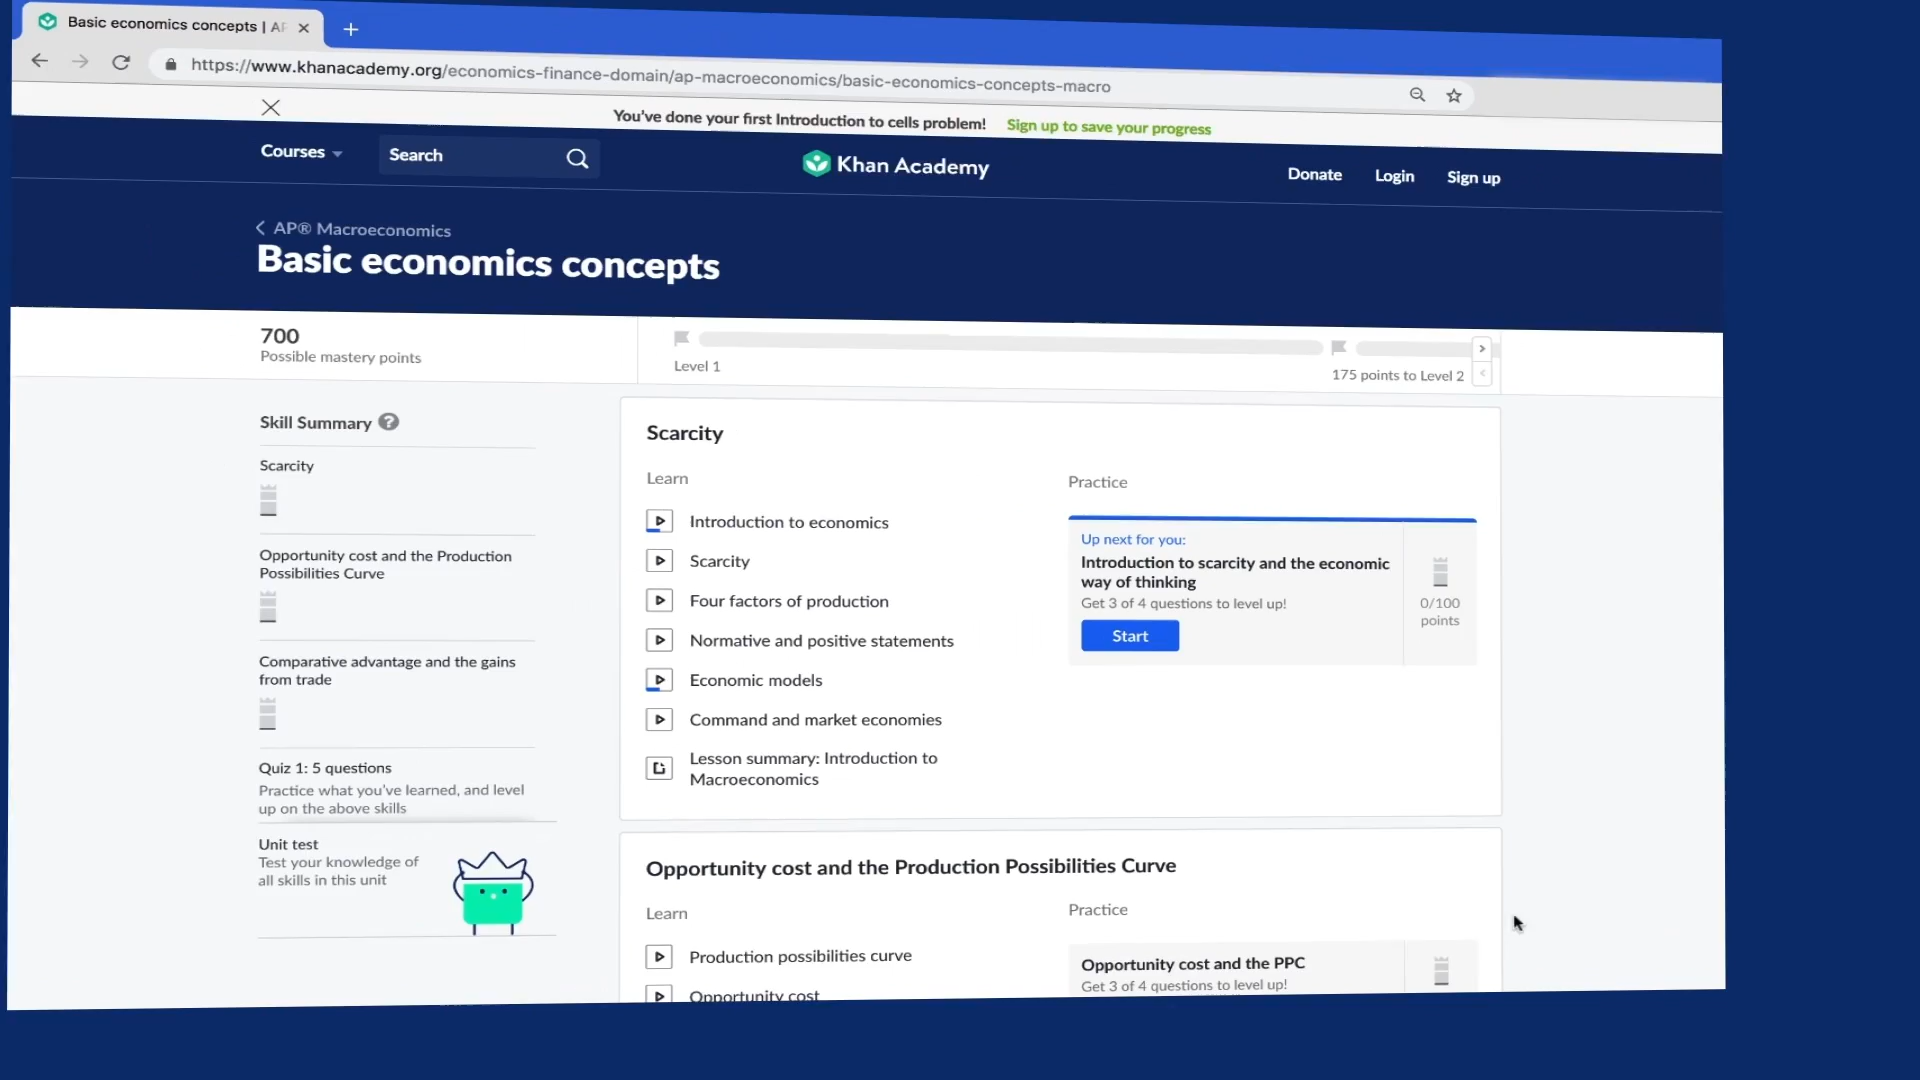 Basic economics concepts | AP
https://www.khanacademy.org/economics-finance-domain/ap-macroeconomics/basic-economics-concepts-macro
You've done your first Introduction to cells problem! Sign up to save your progress
Courses
Search
Khan Academy
Donate
Login
Sign up
AP® Macroeconomics
Basic economics concepts
700
Possible mastery points
Level 1
175 points to Level 2
Skill Summary ?
Scarcity
Opportunity cost and the Production
Possibilities Curve
Comparative advantage and the gains
from trade
Quiz 1: 5 questions
Practice what you've learned, and level
up on the above skills
Unit test
Test your knowledge of
all skills in this unit
Scarcity
Learn
Introduction to economics
Scarcity
Four factors of production
Normative and positive statements
Economic models
Command and market economies
Lesson summary: Introduction to
Macroeconomics
Practice
Up next for you:
Introduction to scarcity and the economic
way of thinking
Get 3 of 4 questions to level up!
Start
0/100
points
Opportunity cost and the Production Possibilities Curve
Learn
Production possibilities curve
Opportunity cost
Practice
Opportunity cost and the PPC
Get 3 of 4 questions to level up!